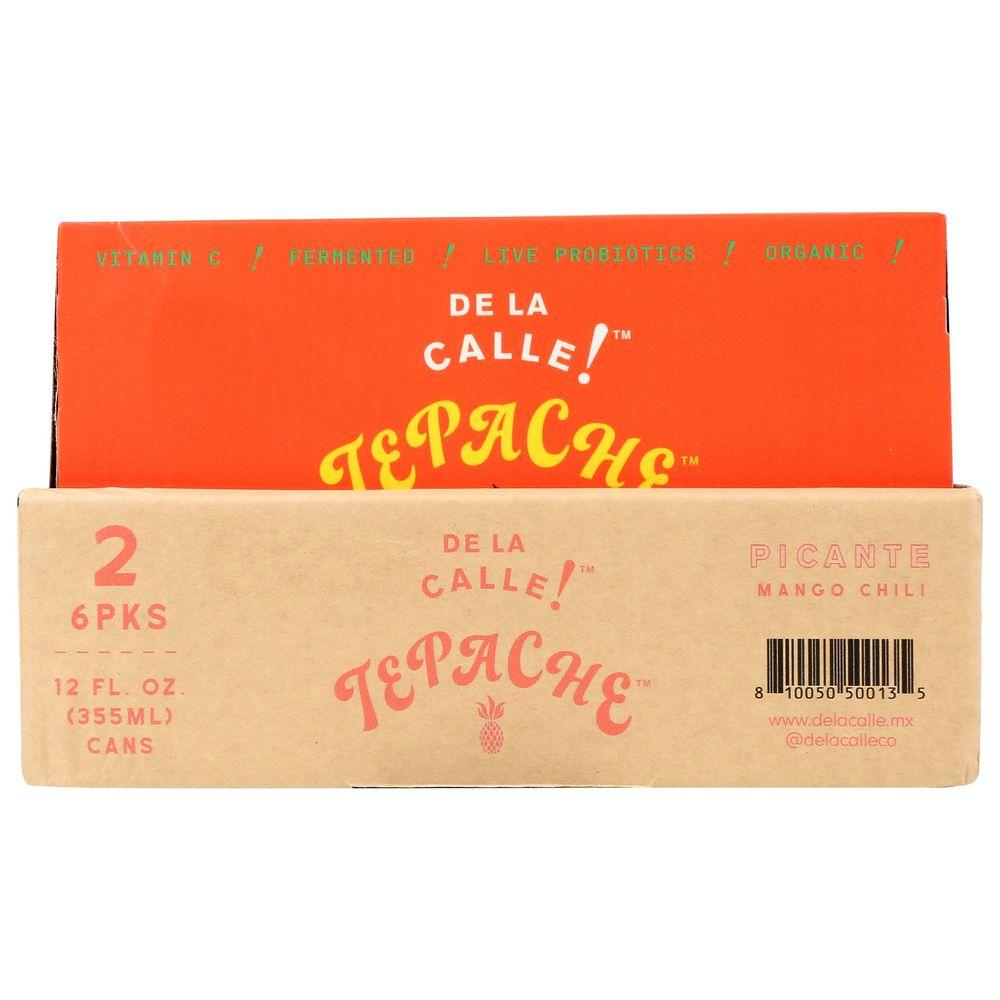 VITAMIN C ! FERMENTED ! LIVE PROBIOTICS ! ORGANIC !
DE LA
CALLE!™
TEPACHE™
2
6PKS
12 FL. OZ.
(355ML)
CANS
DE LA
CALLE!™
TEPACHE™
PICANTE
MANGO CHILI
8 10050 50013 5
www.delacalle.mx
@delacalleco